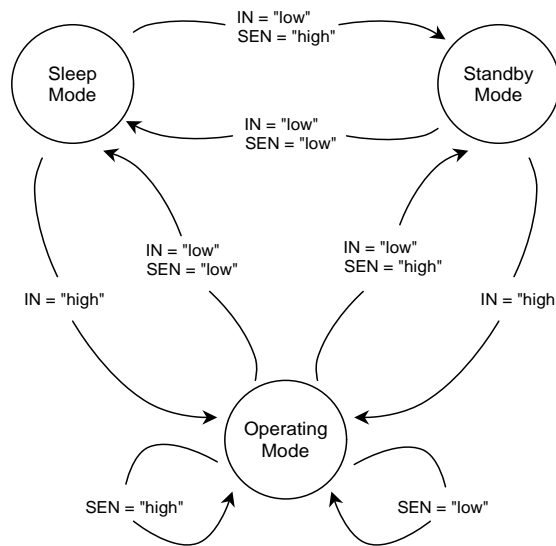 IN = "low"
SEN = "high"
Sleep
Mode
Standby
Mode
IN = "low"
SEN = "low"
IN = "low"
SEN = "low"
IN = "low"
SEN = "high"
IN = "high"
IN = "high"
Operating
Mode
SEN = "high"
SEN = "low"